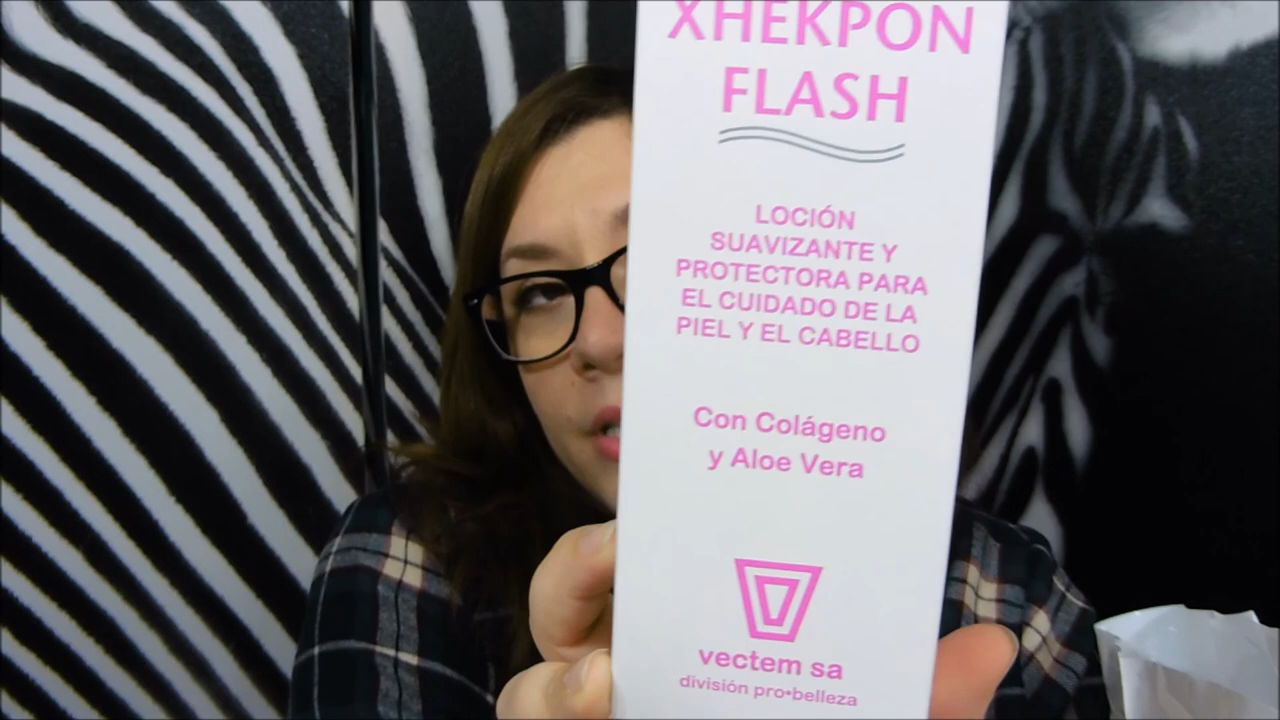 XHEKPON
FLASH
LOCIÓN
SUAVIZANTE Y
PROTECTORA PARA
EL CUIDADO DE LA
PIEL Y EL CABELLO
Con Colágeno
y Aloe Vera
vectem sa
división pro•belleza